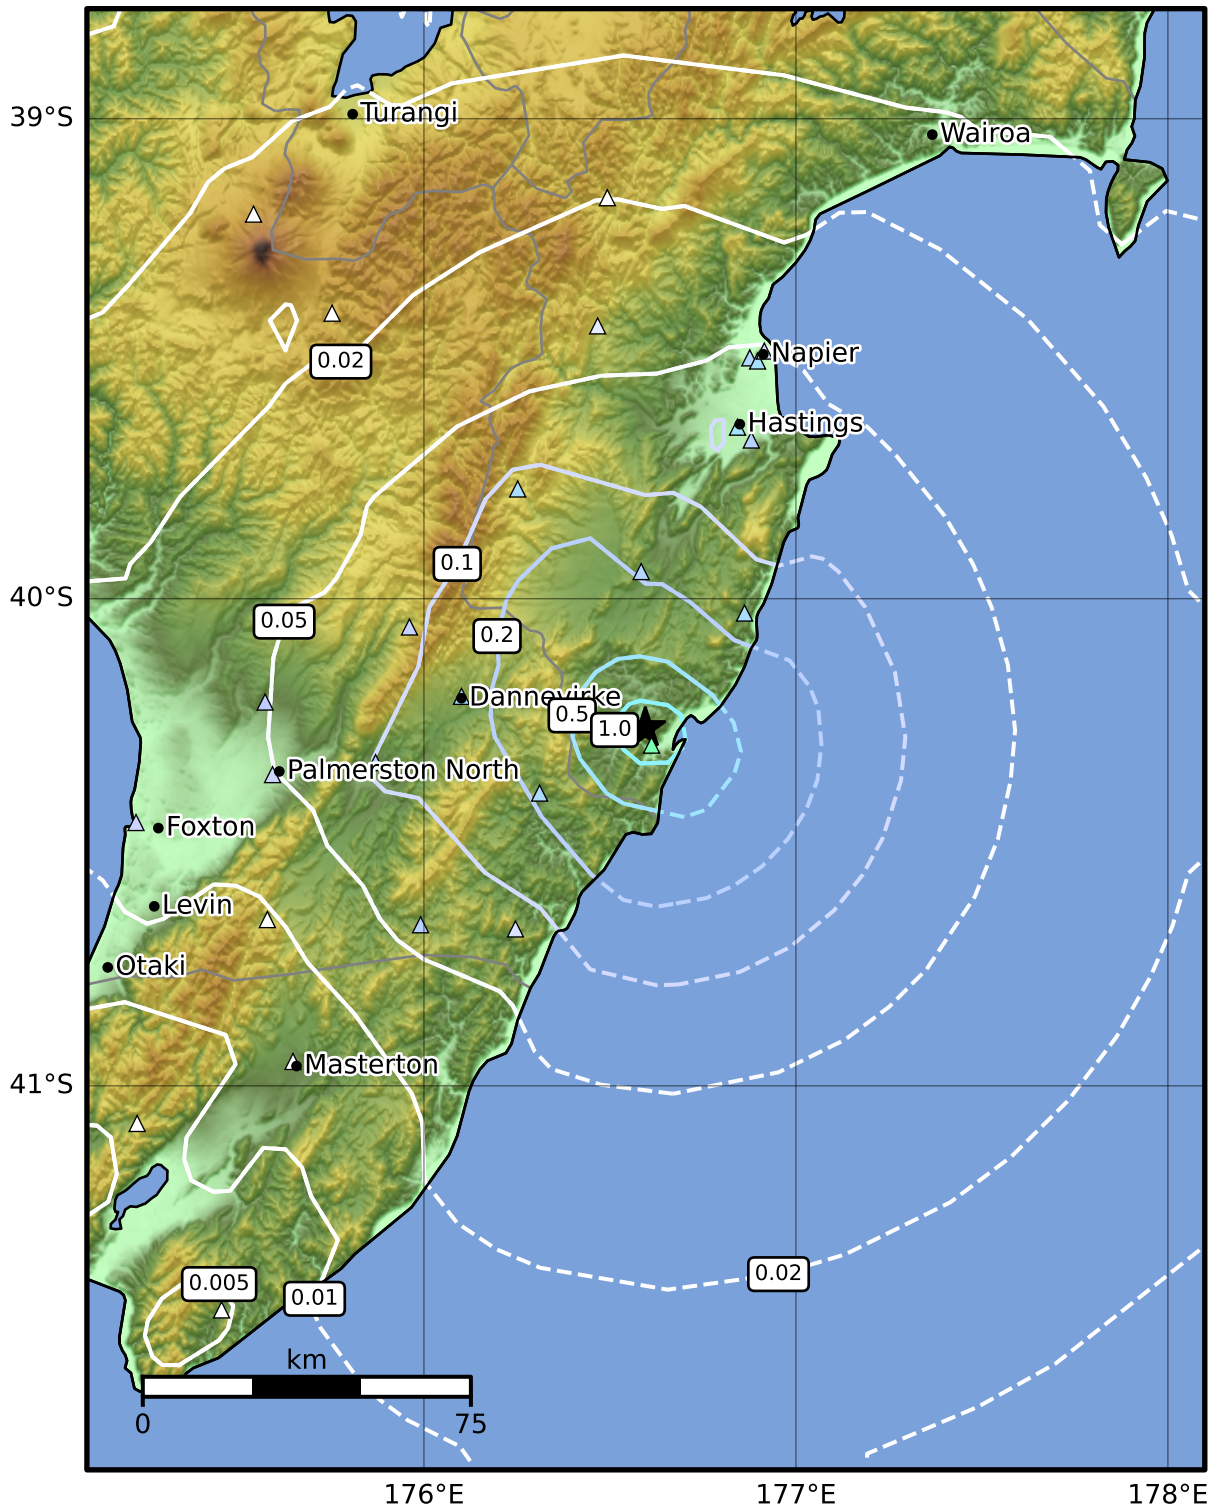 39°S
Turangi
Wairoa
0.02
Napier
Hastings
0.1
40°S
0.05
0.2
Dannevirke
0.5
1.0
Palmerston North
Foxton
Levin
Otaki
Masterton
41°S
0.02
0.005
0.01
km
0 75
176°E 177°E 178°E